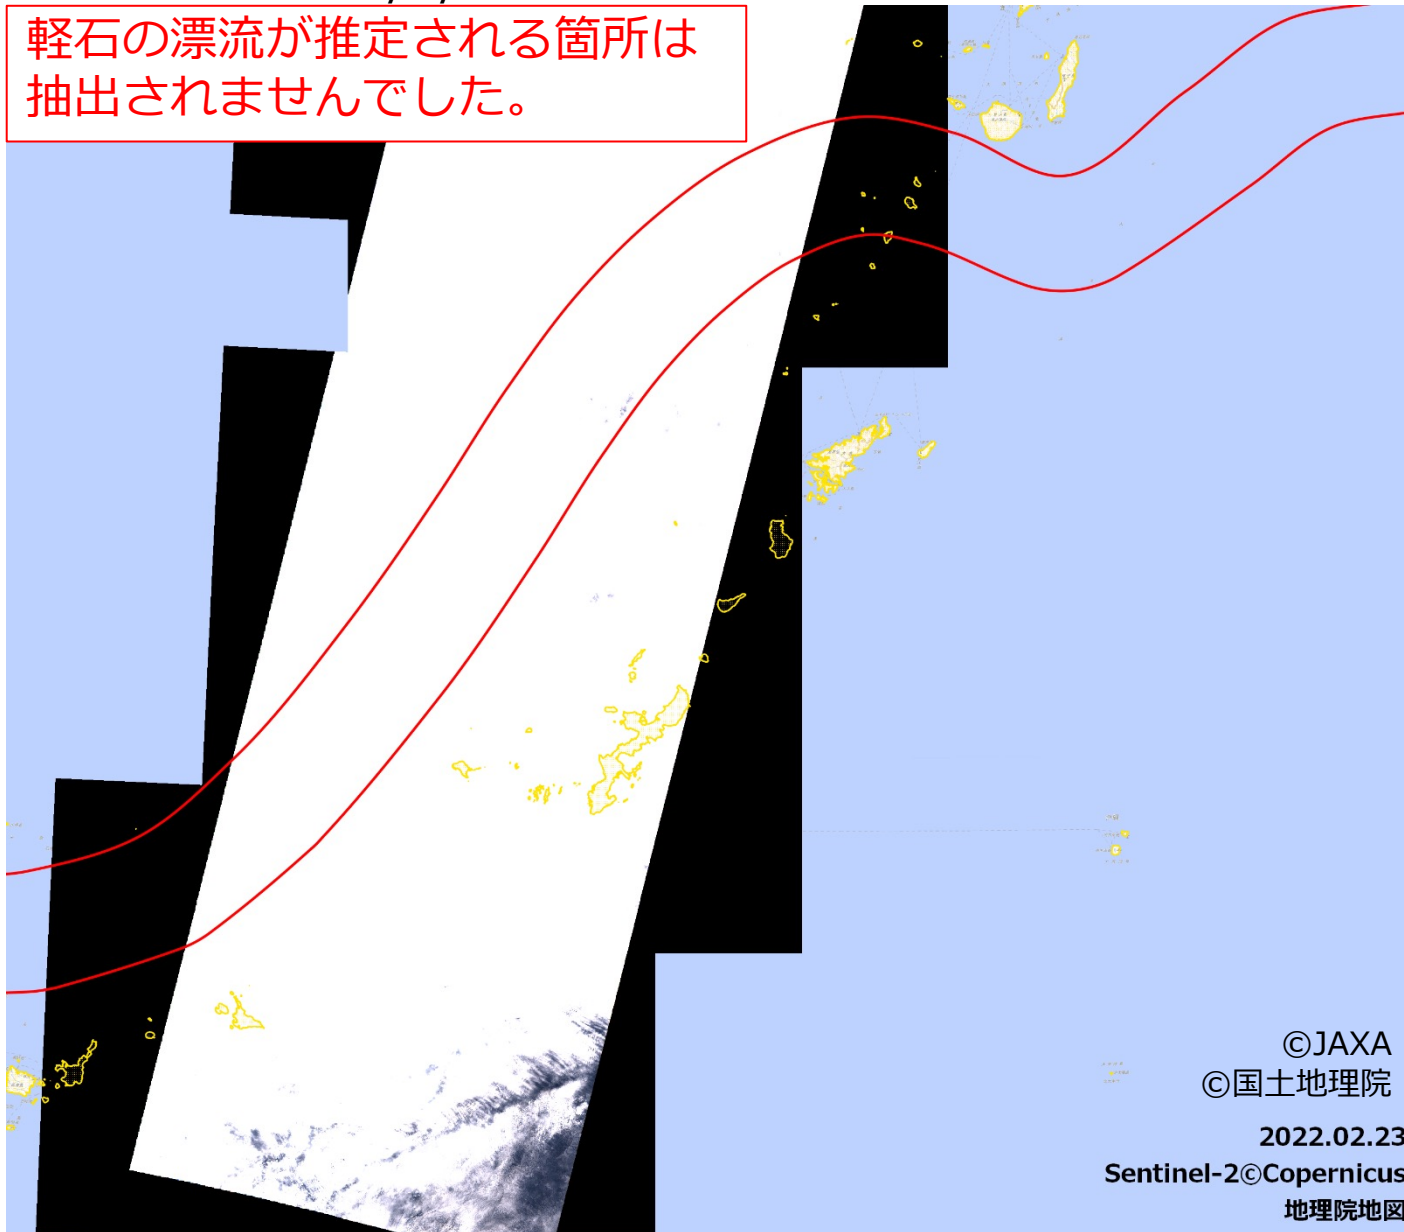 軽石の漂流が推定される箇所は
抽出されませんでした。
©JAXA
©国土地理院
2022.02.23
Sentinel-2©Copernicus
地理院地図